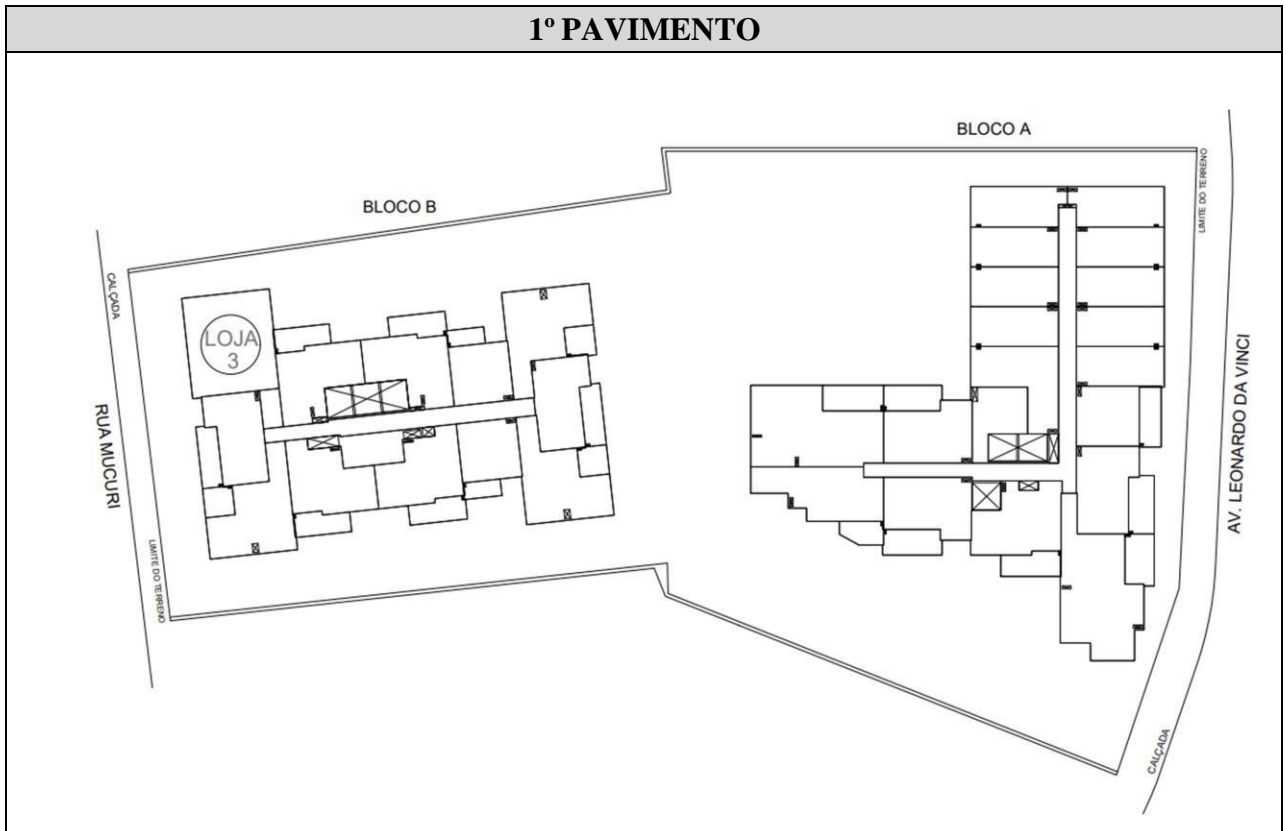 1º PAVIMENTO
BLOCO A
BLOCO B
LIMITE DO TERRENO
CALÇADA
LOJA
3
AV. LEONARDO DA VINCI
RUA MUCURI
LIMITE DO TERRENO
CALÇADA